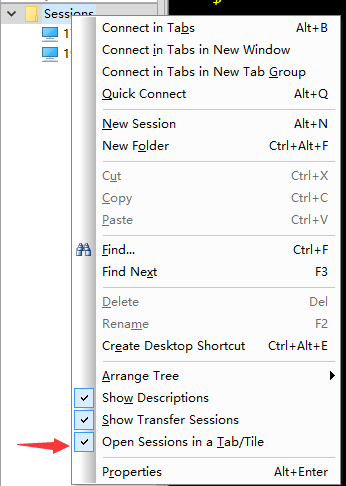 Sessions
Connect in Tabs Alt+B
Connect in Tabs in New Window
Connect in Tabs in New Tab Group
Quick Connect Alt+Q
New Session Alt+N
New Folder Ctrl+Alt+F
Cut Ctrl+X
Copy Ctrl+C
Paste Ctrl+V
Find... Ctrl+F
Find Next F3
Delete Del
Rename F2
Create Desktop Shortcut Ctrl+Alt+E
Arrange Tree
Show Descriptions
Show Transfer Sessions
Open Sessions in a Tab/Tile
Properties Alt+Enter